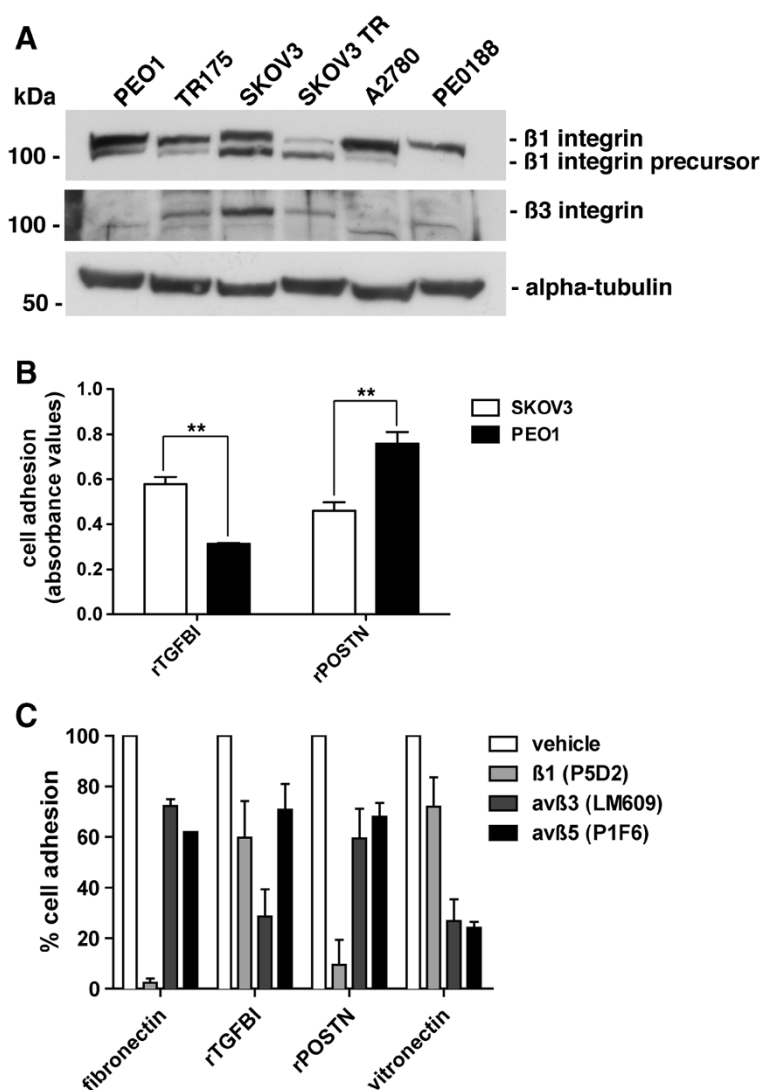 A
PEO1 TR175 SKOV3 SKOV3 TR A2780 PE0188
kDa
100 -
- ß1 integrin
- ß1 integrin precursor
100 -
- ß3 integrin
50 -
- alpha-tubulin
B
cell adhesion
(absorbance values)
1.0
0.8
0.6
0.4
0.2
0.0
**
**
rTGFBI rPOSTN
SKOV3
PEO1
C
% cell adhesion
100
80
60
40
20
0
fibronectin rTGFBI rPOSTN vitronectin
vehicle
ß1 (P5D2)
avß3 (LM609)
avß5 (P1F6)